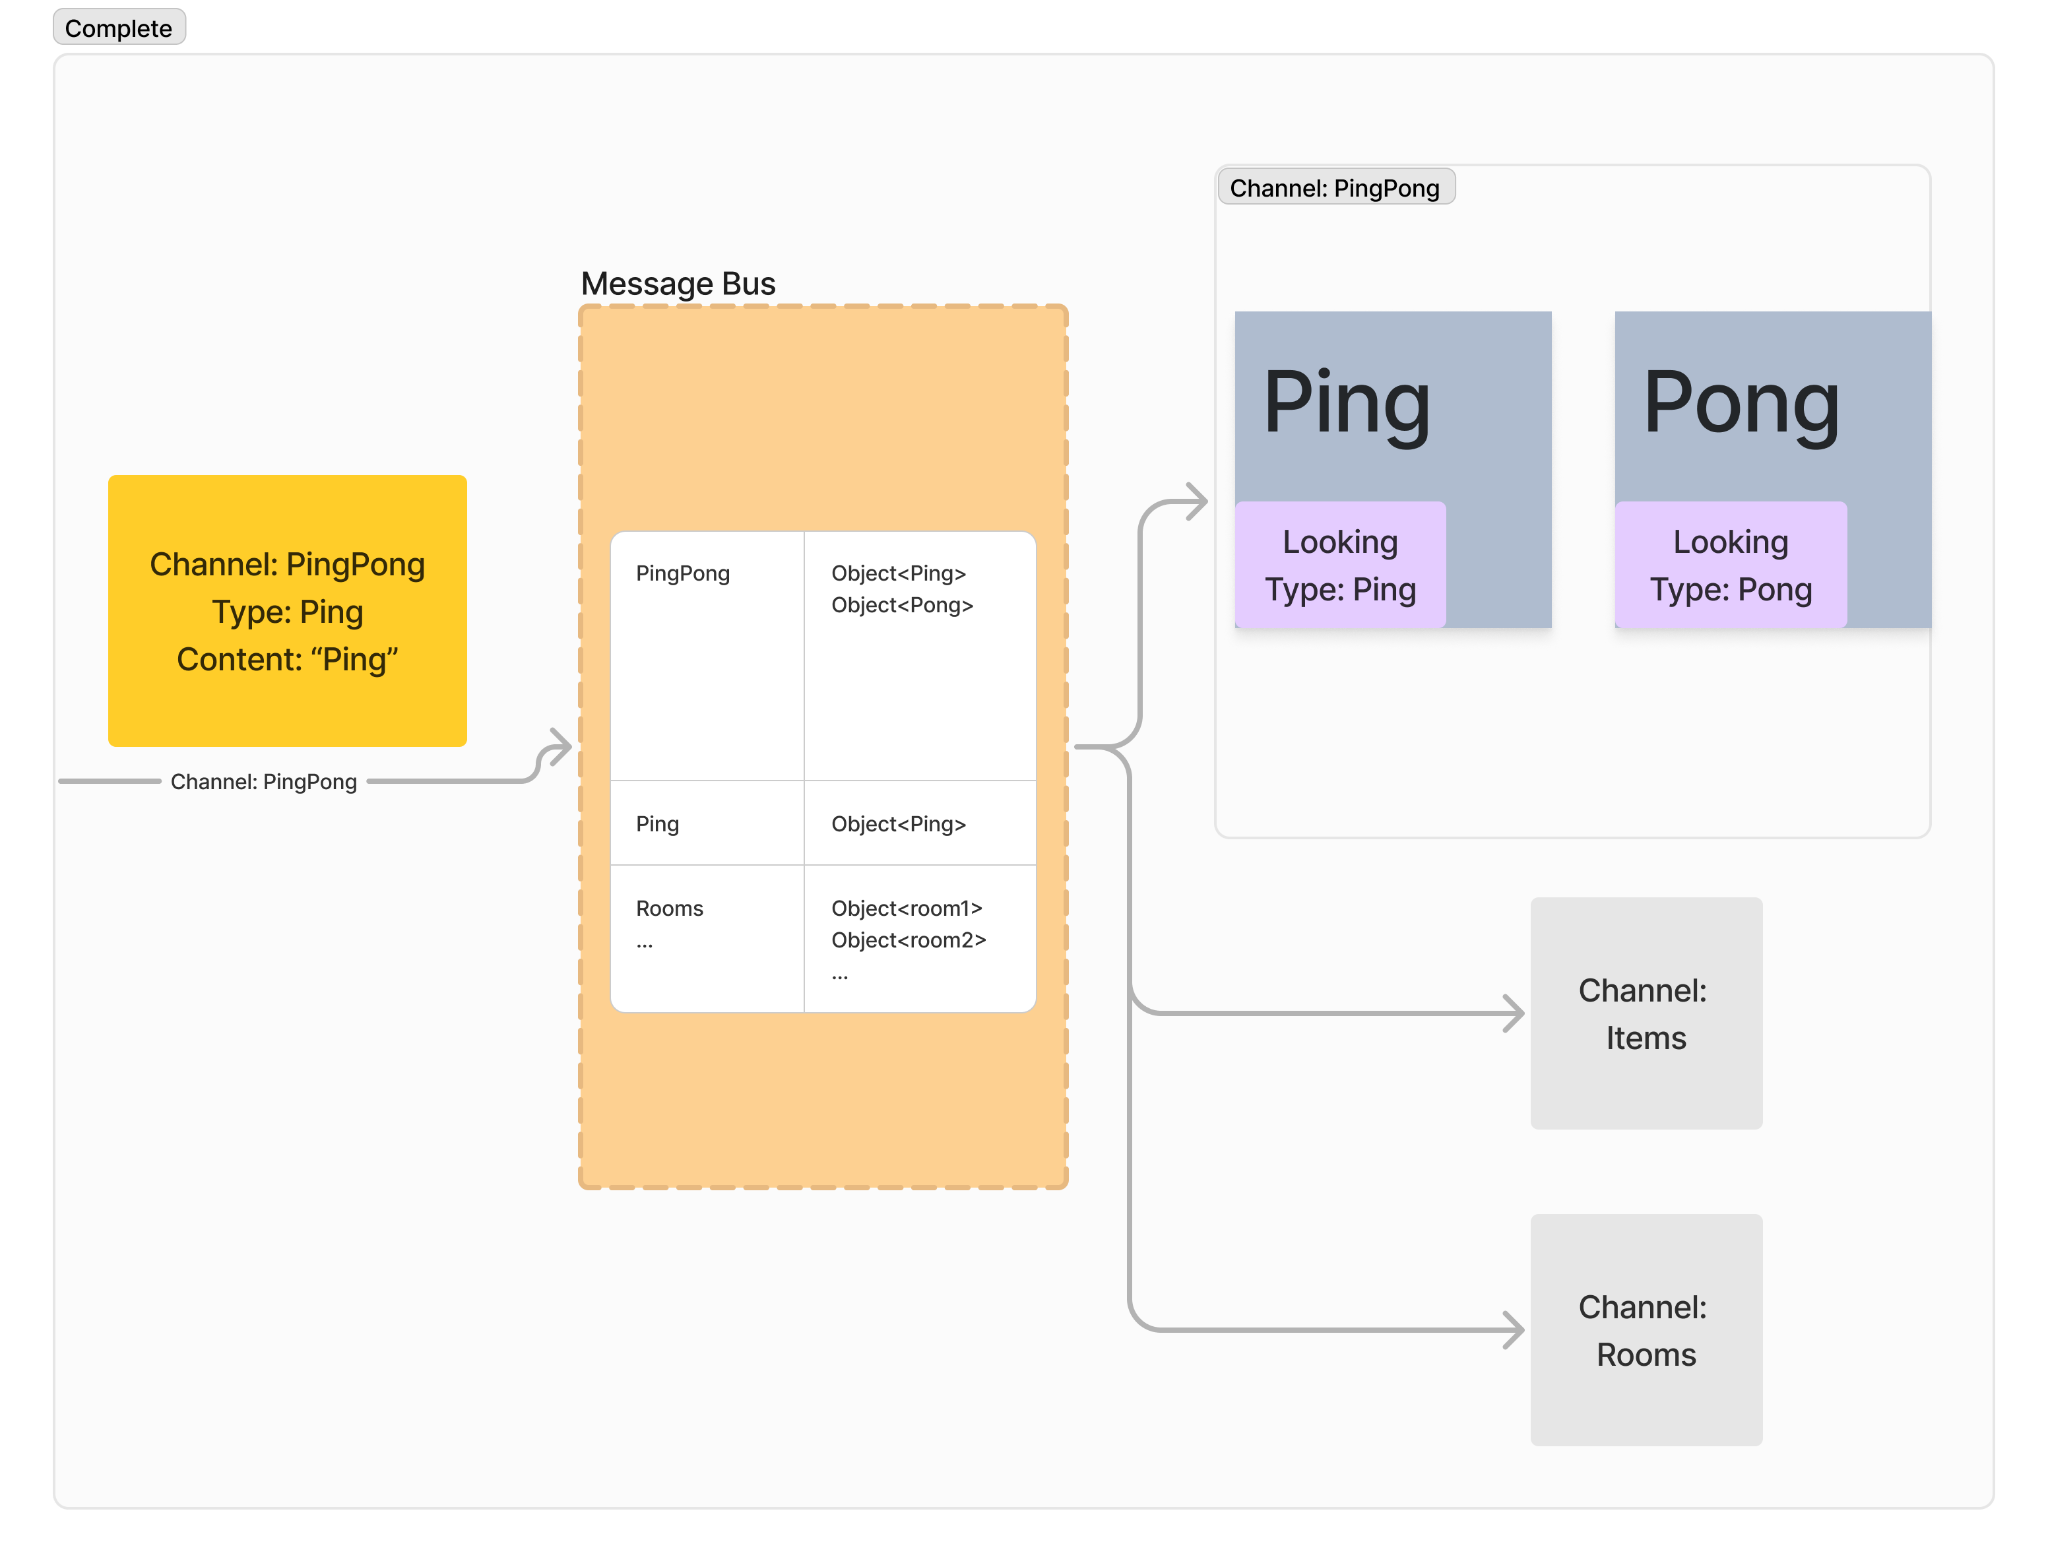 Complete
Channel: PingPong
Type: Ping
Content: “Ping”
Channel: PingPong
Message Bus
PingPong
Object<Ping>
Object<Pong>
Ping
Object<Ping>
Rooms
...
Object<room1>
Object<room2>
...
Channel: PingPong
Ping
Looking
Type: Ping
Pong
Looking
Type: Pong
Channel:
Items
Channel:
Rooms